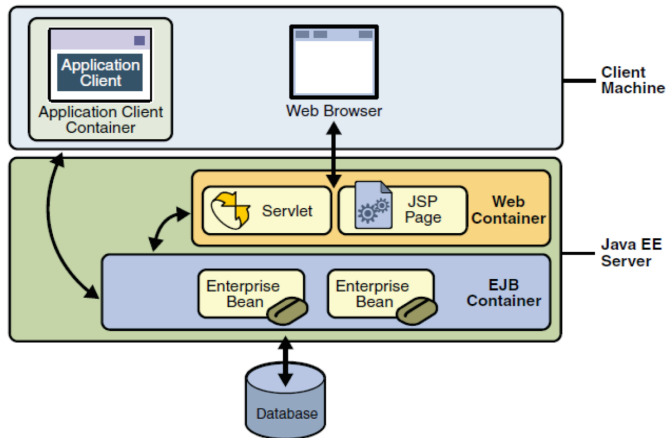 Application
Client
Application Client
Container
Web Browser
Client
Machine
Servlet
JSP
Page
Web
Container
Java EE
Server
Enterprise
Bean
Enterprise
Bean
EJB
Container
Database